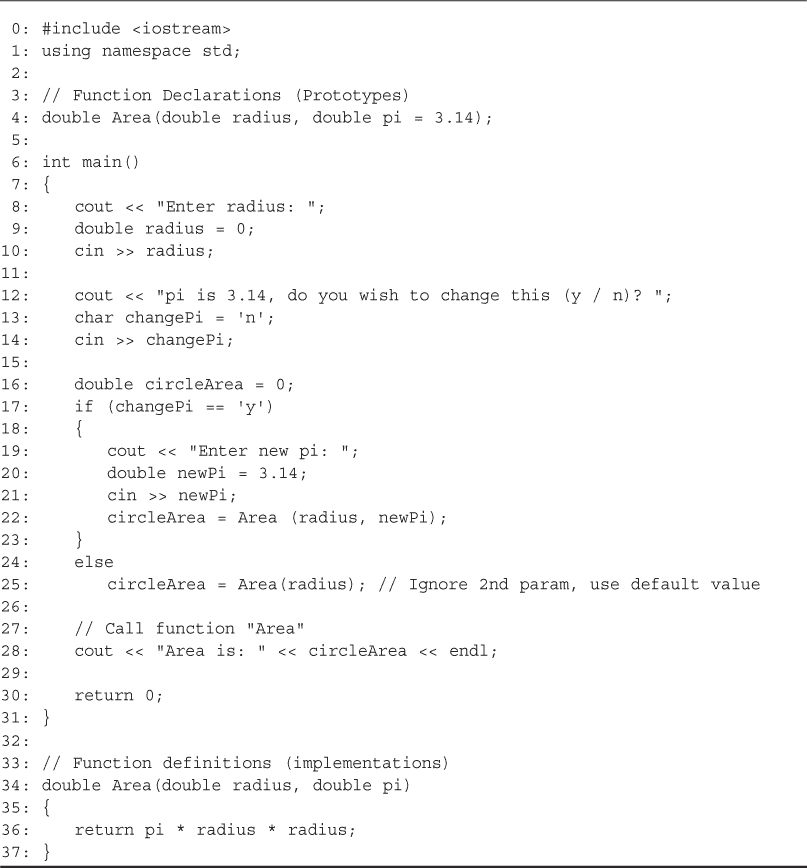 0: #include <iostream>
1: using namespace std;
2:
3: // Function Declarations (Prototypes)
4: double Area(double radius, double pi = 3.14);
5:
6: int main()
7: {
8:    cout << "Enter radius: ";
9:    double radius = 0;
10:    cin >> radius;
11:
12:    cout << "pi is 3.14, do you wish to change this (y / n)? ";
13:    char changePi = 'n';
14:    cin >> changePi;
15:
16:    double circleArea = 0;
17:    if (changePi == 'y')
18:    {
19:       cout << "Enter new pi: ";
20:       double newPi = 3.14;
21:       cin >> newPi;
22:       circleArea = Area (radius, newPi);
23:    }
24:    else
25:       circleArea = Area(radius); // Ignore 2nd param, use default value
26:
27:    // Call function "Area"
28:    cout << "Area is: " << circleArea << endl;
29:
30:    return 0;
31: }
32:
33: // Function definitions (implementations)
34: double Area(double radius, double pi)
35: {
36:    return pi * radius * radius;
37: }